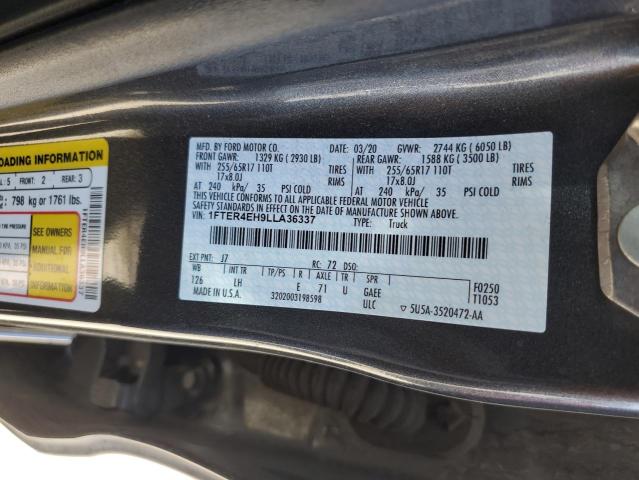 LOADING INFORMATION
5 FRONT: 2 REAR: 3
798 kg or 1761 lbs.
SEE OWNERS
MANUAL FOR
ADDITIONAL
INFORMATION
1FTER4EH9LLA36337
MFD. BY FORD MOTOR CO. 03/20 GVWR: 2744 KG ( 6050 LB)
FRONT GAWR: 1329 KG ( 2930 LB) REAR GAWR: 1588 KG ( 3500 LB)
WITH TIRES WITH TIRES
255/65R17 110T 255/65R17 110T
17x8.0J RIMS 17x8.0J RIMS
AT 240 kPa/ 35 PSI COLD AT 240 kPa/ 35 PSI COLD
THIS VEHICLE CONFORMS TO ALL APPLICABLE FEDERAL MOTOR VEHICLE
SAFETY STANDARDS IN EFFECT ON THE DATE OF MANUFACTURE SHOWN ABOVE.
VIN: 1FTER4EH9LLA36337
TYPE: Truck
EXT PNT: J7 RC: 72 DSO:
WB INT TR TP/PS R AXLE TR SPR
126 LH E 71 U GAEE F0250
MADE IN U.S.A. 3202003198598 ULC T1053
5U5A-3520472-AA